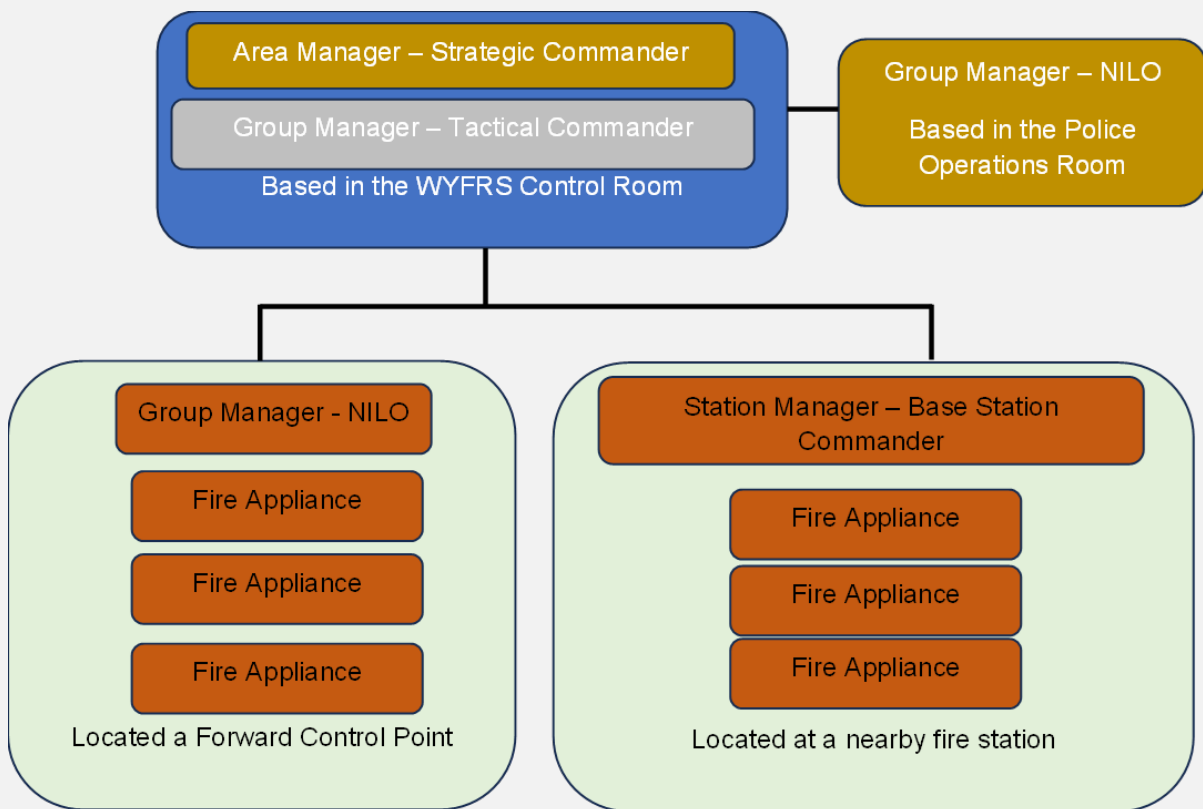 Area Manager – Strategic Commander
Group Manager – Tactical Commander
Based in the WYFRS Control Room
Group Manager – NILO
Based in the Police
Operations Room
Group Manager - NILO
Fire Appliance
Fire Appliance
Fire Appliance
Located a Forward Control Point
Station Manager – Base Station
Commander
Fire Appliance
Fire Appliance
Fire Appliance
Located at a nearby fire station